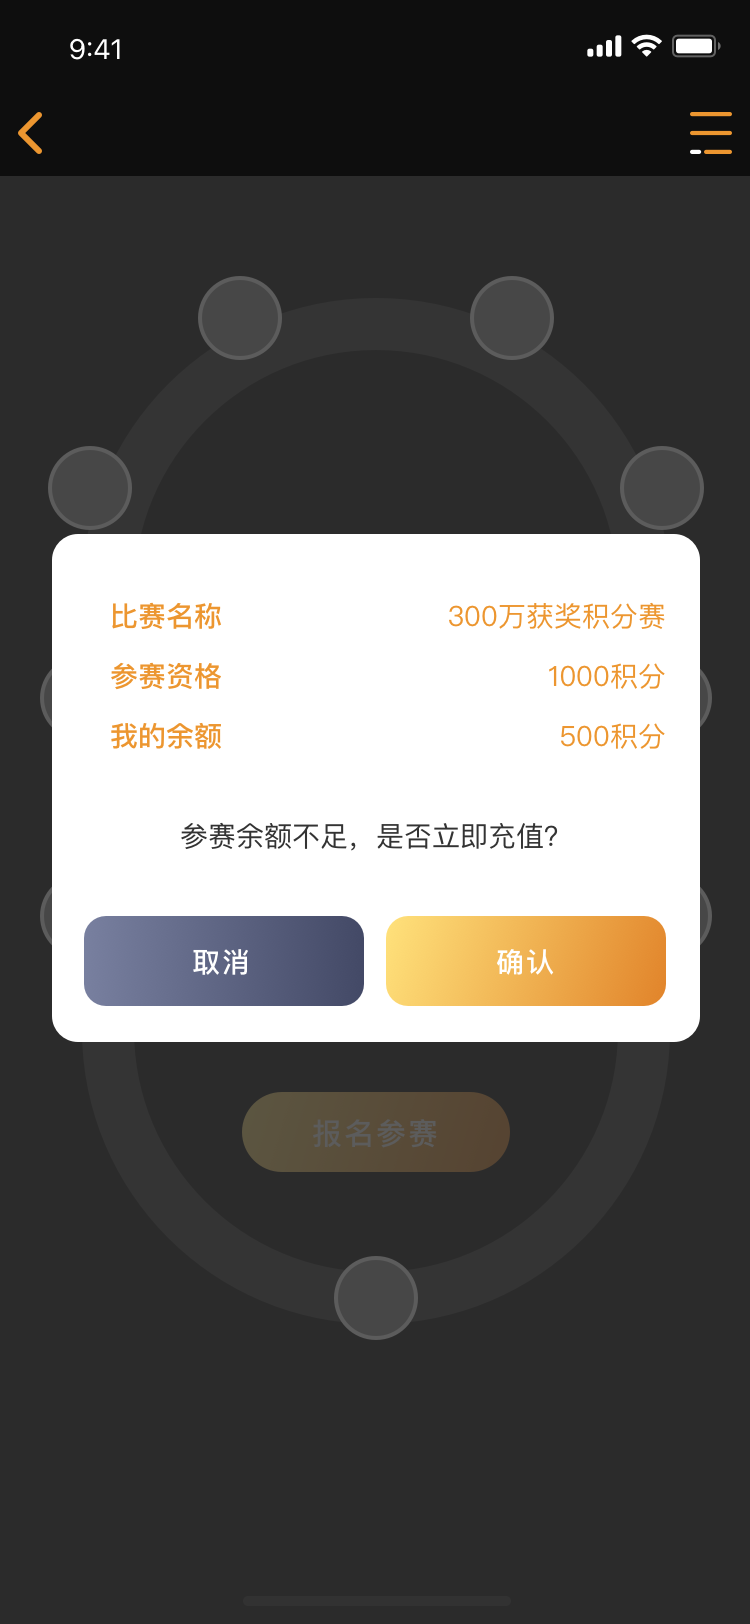 9:41
比赛名称 300万获奖积分赛
参赛资格 1000积分
我的余额 500积分
参赛余额不足，是否立即充值?
取消 确认
报名参赛